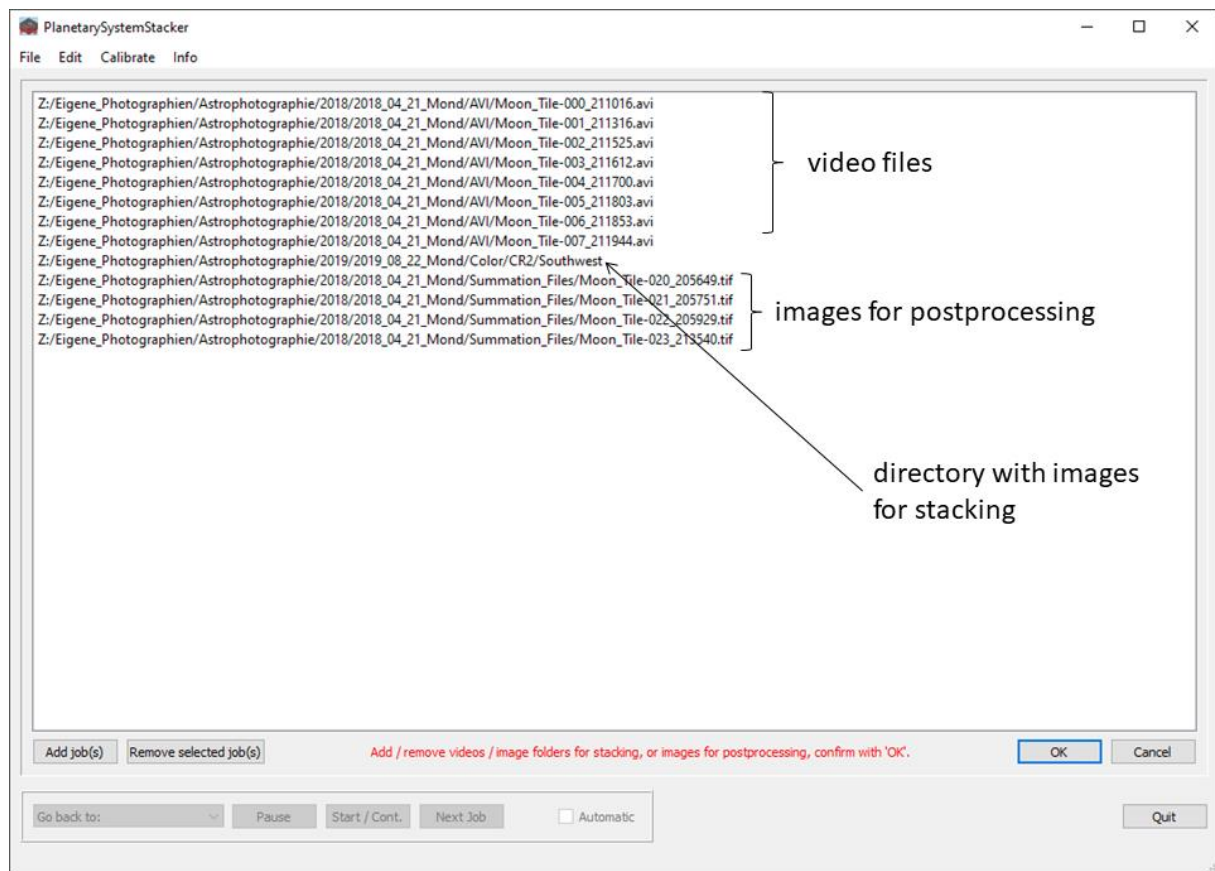 PlanetarySystemStacker
File Edit Calibrate Info
Z:/Eigene_Photographien/Astrophotographie/2018/2018_04_21_Mond/AVI/Moon_Tile-000_211016.avi
Z:/Eigene_Photographien/Astrophotographie/2018/2018_04_21_Mond/AVI/Moon_Tile-001_211316.avi
Z:/Eigene_Photographien/Astrophotographie/2018/2018_04_21_Mond/AVI/Moon_Tile-002_211525.avi
Z:/Eigene_Photographien/Astrophotographie/2018/2018_04_21_Mond/AVI/Moon_Tile-003_211612.avi
Z:/Eigene_Photographien/Astrophotographie/2018/2018_04_21_Mond/AVI/Moon_Tile-004_211700.avi
Z:/Eigene_Photographien/Astrophotographie/2018/2018_04_21_Mond/AVI/Moon_Tile-005_211803.avi
Z:/Eigene_Photographien/Astrophotographie/2018/2018_04_21_Mond/AVI/Moon_Tile-006_211853.avi
Z:/Eigene_Photographien/Astrophotographie/2018/2018_04_21_Mond/AVI/Moon_Tile-007_211944.avi
video files
Z:/Eigene_Photographien/Astrophotographie/2019/2019_08_22_Mond/Color/CR2/Southwest
Z:/Eigene_Photographien/Astrophotographie/2018/2018_04_21_Mond/Summation_Files/Moon_Tile-020_205649.tif
Z:/Eigene_Photographien/Astrophotographie/2018/2018_04_21_Mond/Summation_Files/Moon_Tile-021_205751.tif
Z:/Eigene_Photographien/Astrophotographie/2018/2018_04_21_Mond/Summation_Files/Moon_Tile-022_205929.tif
Z:/Eigene_Photographien/Astrophotographie/2018/2018_04_21_Mond/Summation_Files/Moon_Tile-023_213540.tif
images for postprocessing
directory with images
for stacking
Add job(s) Remove selected job(s) Add / remove videos / image folders for stacking, or images for postprocessing, confirm with 'OK'. OK Cancel
Go back to: Pause Start / Cont. Next Job Automatic Quit